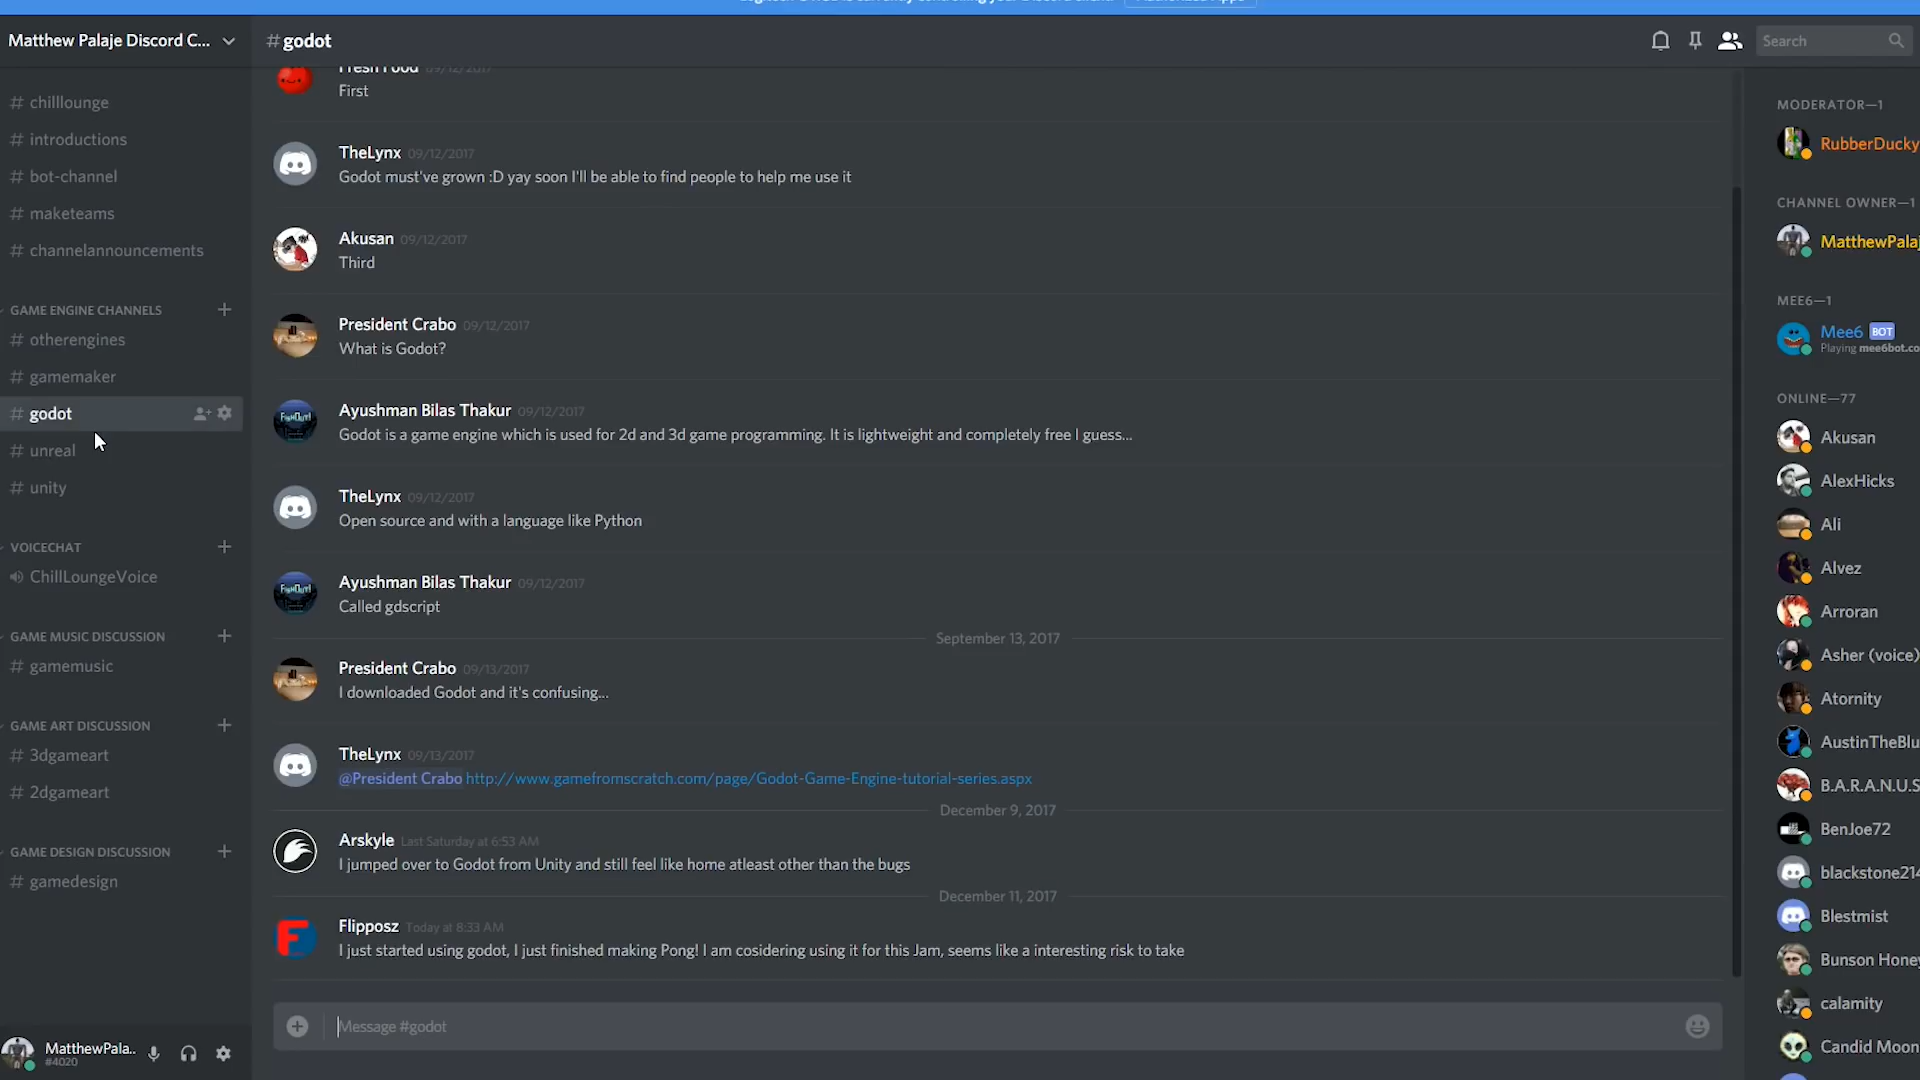 Matthew Palaje Discord C...
# godot
Search
# chilllounge
# introductions
# bot-channel
# maketeams
# channelannouncements
GAME ENGINE CHANNELS
# otherengines
# gamemaker
# godot
# unreal
# unity
VOICECHAT
ChillLoungeVoice
GAME MUSIC DISCUSSION
# gamemusic
GAME ART DISCUSSION
# 3dgameart
# 2dgameart
GAME DESIGN DISCUSSION
# gamedesign
MatthewPala..
#4020
Fresh Food 09/12/2017
First
TheLynx 09/12/2017
Godot must've grown :D yay soon I'll be able to find people to help me use it
Akusan 09/12/2017
Third
President Crabo 09/12/2017
What is Godot?
Ayushman Bilas Thakur 09/12/2017
Godot is a game engine which is used for 2d and 3d game programming. It is lightweight and completely free I guess...
TheLynx 09/12/2017
Open source and with a language like Python
Ayushman Bilas Thakur 09/12/2017
Called gdscript
September 13, 2017
President Crabo 09/13/2017
I downloaded Godot and it's confusing...
TheLynx 09/13/2017
@President Crabo http://www.gamefromscratch.com/page/Godot-Game-Engine-tutorial-series.aspx
December 9, 2017
Arskyle Last Saturday at 6:53 AM
I jumped over to Godot from Unity and still feel like home atleast other than the bugs
December 11, 2017
Flipposz Today at 8:33 AM
I just started using godot, I just finished making Pong! I am cosidering using it for this Jam, seems like a interesting risk to take
Message #godot
MODERATOR—1
RubberDucky
CHANNEL OWNER—1
MatthewPalaj
MEE6—1
Mee6 BOT
Playing mee6bot.co
ONLINE—77
Akusan
AlexHicks
Ali
Alvez
Arroran
Asher (voice)
Atornity
AustinTheBlu
B.A.R.A.N.U.S
BenJoe72
blackstone214
Blestmist
Bunson Honey
calamity
Candid Moon